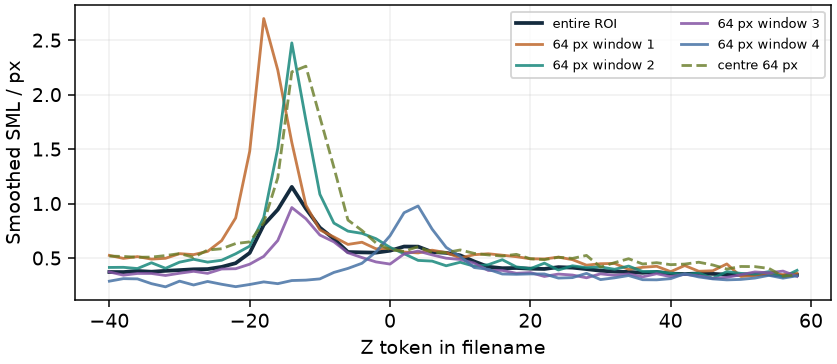 2.5
2.0
1.5
1.0
0.5
Smoothed SML / px
entire ROI
64 px window 1
64 px window 2
64 px window 3
64 px window 4
centre 64 px
−40 −20 0 20 40 60
Z token in filename